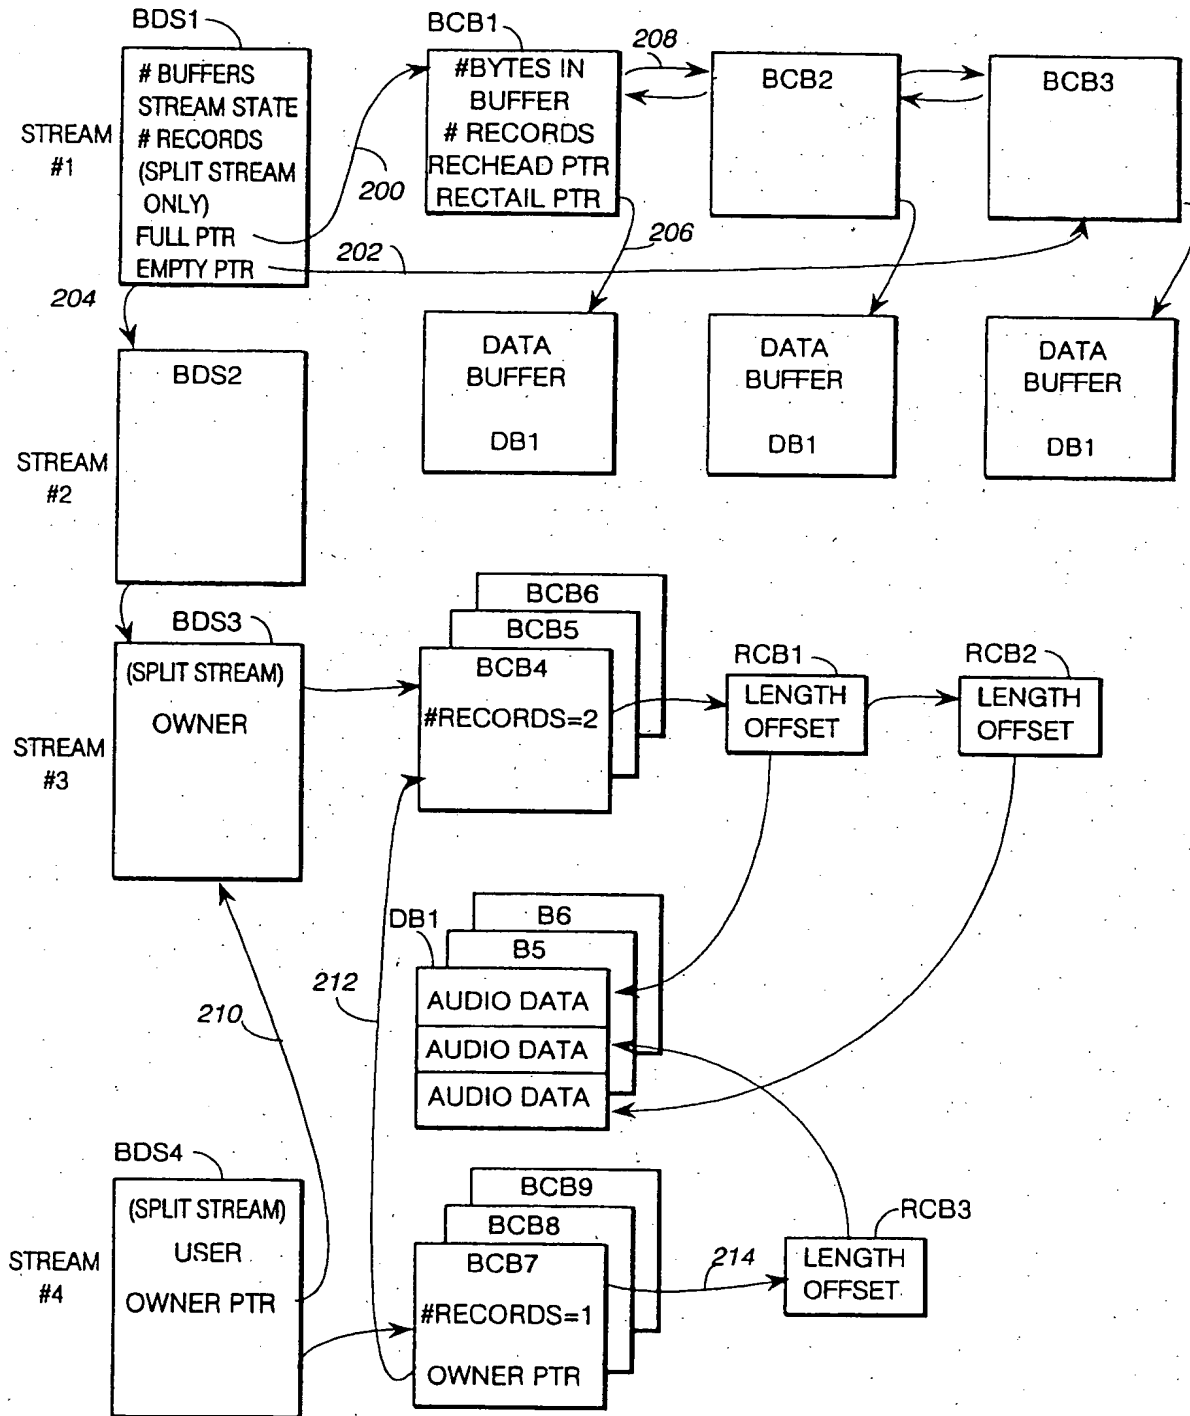 BDS1
# BUFFERS
STREAM STATE
# RECORDS
(SPLIT STREAM
ONLY)
FULL PTR
EMPTY PTR
STREAM
#1
BCB1
#BYTES IN
BUFFER
# RECORDS
RECHEAD PTR
RECTAIL PTR
208
BCB2
BCB3
200
202
206
204
DATA
BUFFER
DB1
DATA
BUFFER
DB1
DATA
BUFFER
DB1
BDS2
STREAM
#2
BDS3
(SPLIT STREAM)
OWNER
STREAM
#3
BCB6
BCB5
BCB4
#RECORDS=2
RCB1
LENGTH
OFFSET
RCB2
LENGTH
OFFSET
DB1
B6
B5
AUDIO DATA
AUDIO DATA
AUDIO DATA
210
212
BDS4
(SPLIT STREAM)
USER
OWNER PTR
STREAM
#4
BCB9
BCB8
BCB7
#RECORDS=1
OWNER PTR
214
RCB3
LENGTH
OFFSET